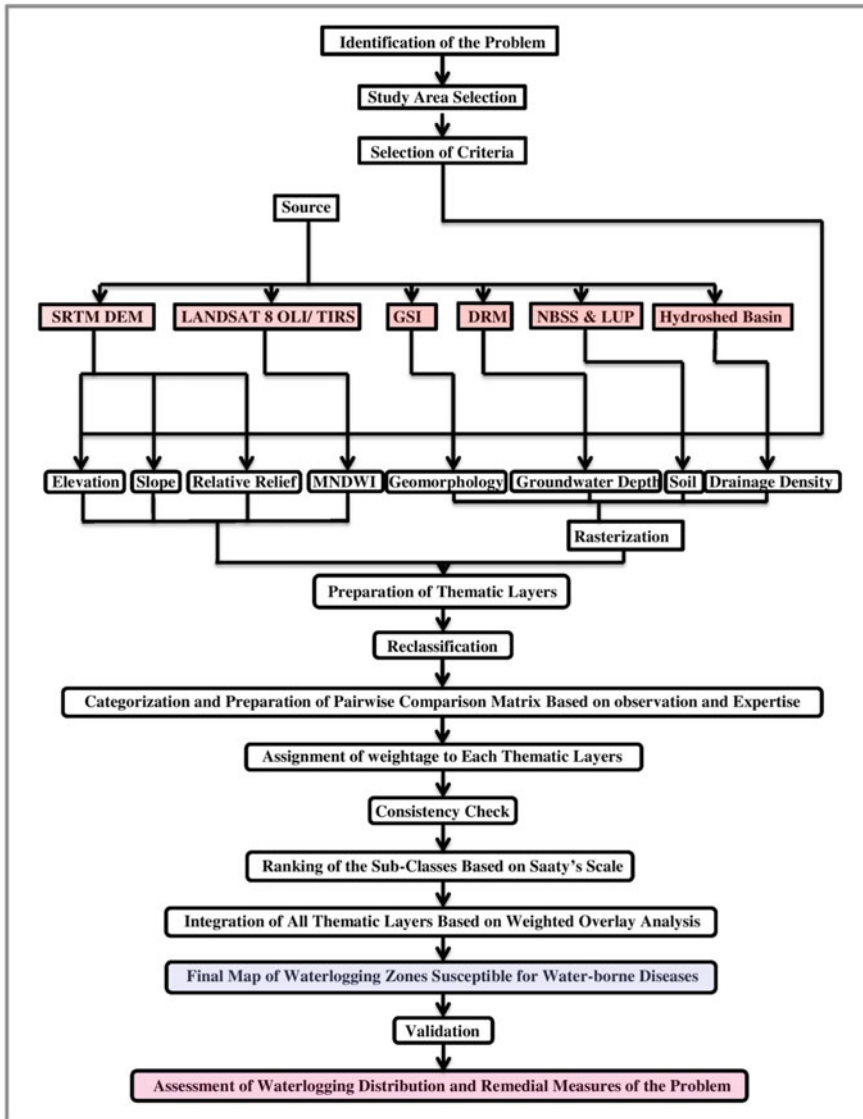 Identification of the Problem
Study Area Selection
Selection of Criteria
Source
SRTM DEM
LANDSAT 8 OLI/ TIRS
GSI
DRM
NBSS & LUP
Hydroshed Basin
Elevation
Slope
Relative Relief
MNDWI
Geomorphology
Groundwater Depth
Soil
Drainage Density
Rasterization
Preparation of Thematic Layers
Reclassification
Categorization and Preparation of Pairwise Comparison Matrix Based on observation and Expertise
Assignment of weightage to Each Thematic Layers
Consistency Check
Ranking of the Sub-Classes Based on Saaty's Scale
Integration of All Thematic Layers Based on Weighted Overlay Analysis
Final Map of Waterlogging Zones Susceptible for Water-borne Diseases
Validation
Assessment of Waterlogging Distribution and Remedial Measures of the Problem